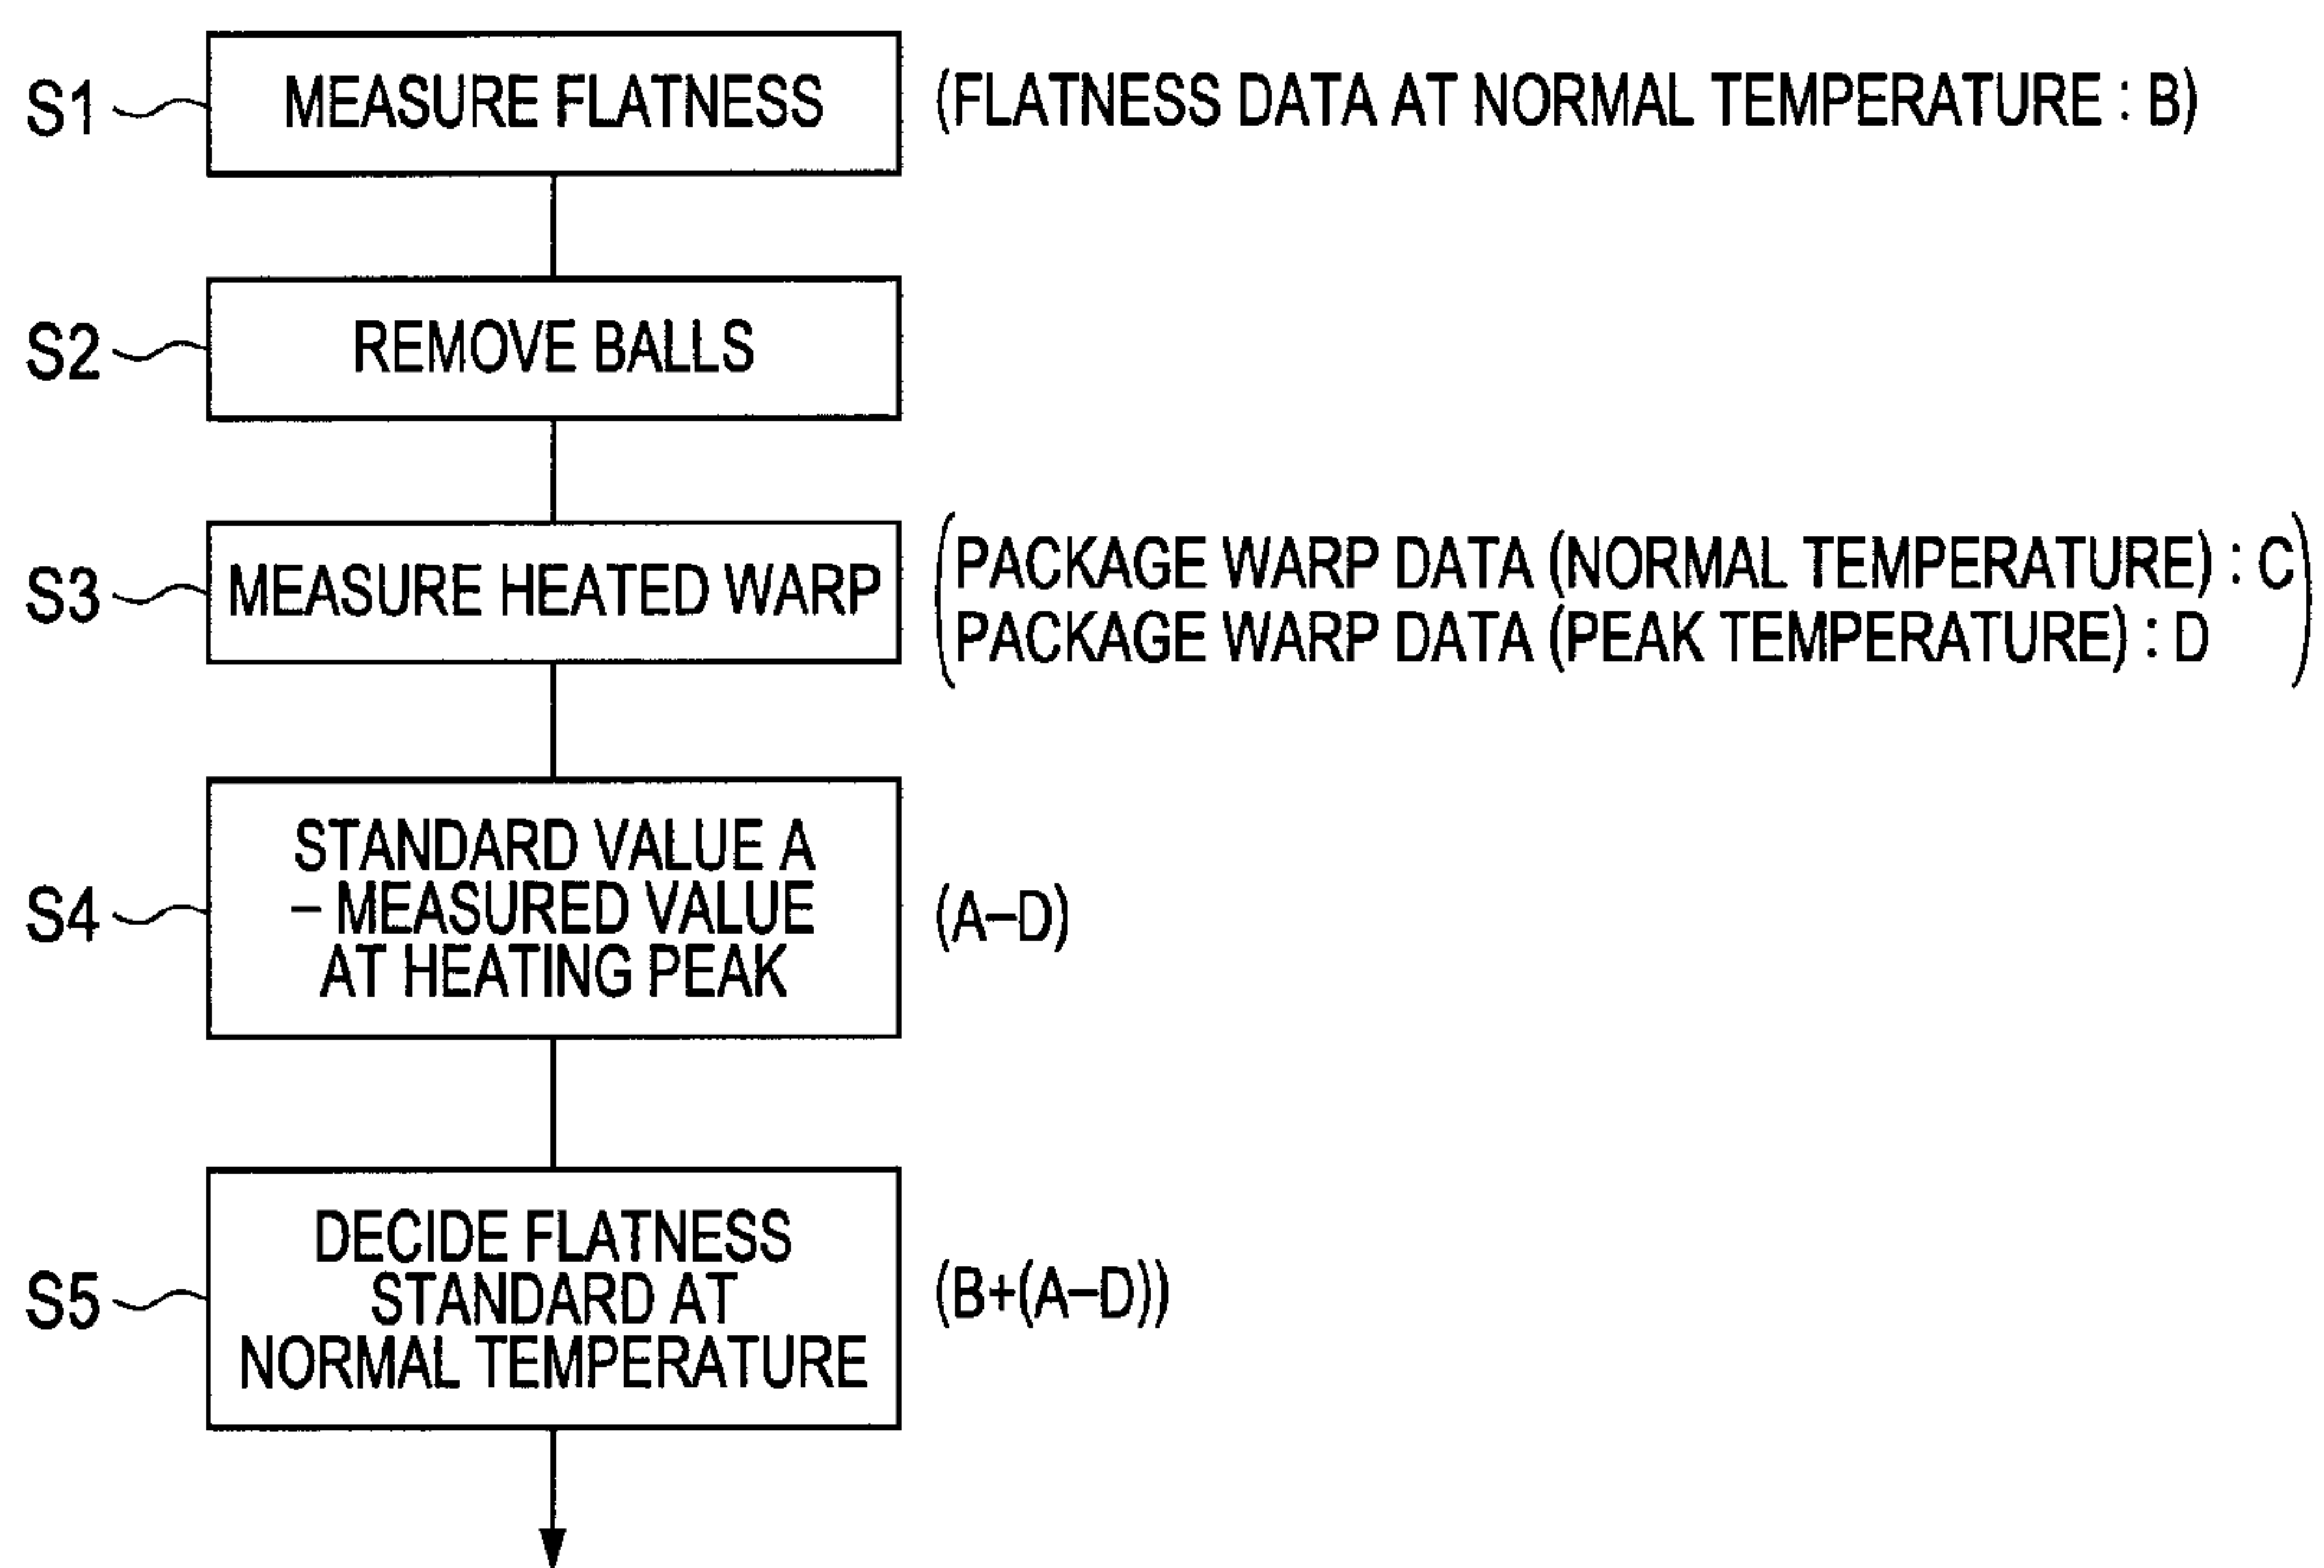 S1
MEASURE FLATNESS
(FLATNESS DATA AT NORMAL TEMPERATURE : B)
S2
REMOVE BALLS
S3
MEASURE HEATED WARP
(PACKAGE WARP DATA (NORMAL TEMPERATURE) : C
PACKAGE WARP DATA (PEAK TEMPERATURE) : D)
S4
STANDARD VALUE A
– MEASURED VALUE
AT HEATING PEAK
(A–D)
S5
DECIDE FLATNESS
STANDARD AT
NORMAL TEMPERATURE
(B+(A–D))